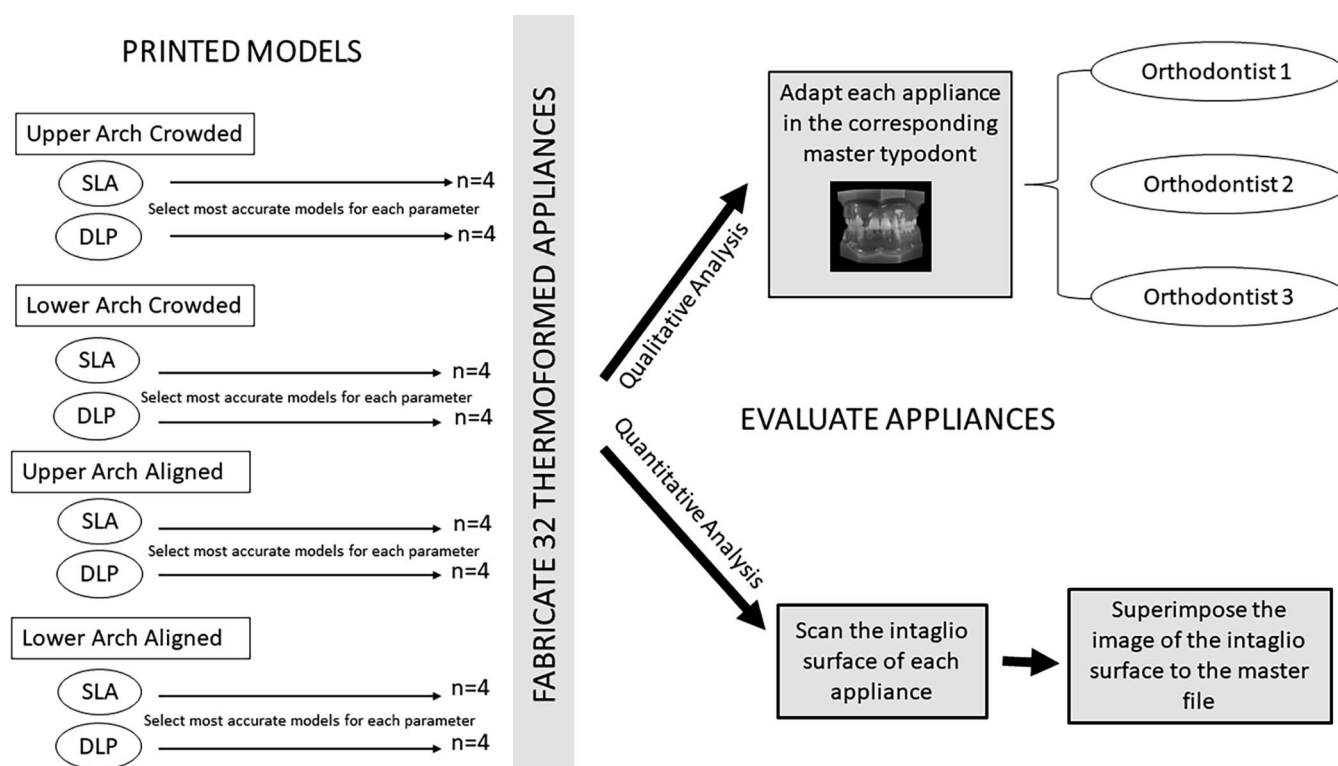 PRINTED MODELS
Upper Arch Crowded
SLA
n=4
Select most accurate models for each parameter
DLP
n=4
Lower Arch Crowded
SLA
n=4
Select most accurate models for each parameter
DLP
n=4
Upper Arch Aligned
SLA
n=4
Select most accurate models for each parameter
DLP
n=4
Lower Arch Aligned
SLA
n=4
Select most accurate models for each parameter
DLP
n=4
FABRICATE 32 THERMOFORMED APPLIANCES
Qualitative Analysis
Adapt each appliance
in the corresponding
master typodont
Orthodontist 1
Orthodontist 2
Orthodontist 3
EVALUATE APPLIANCES
Quantitative Analysis
Scan the intaglio
surface of each
appliance
Superimpose the
image of the intaglio
surface to the master
file